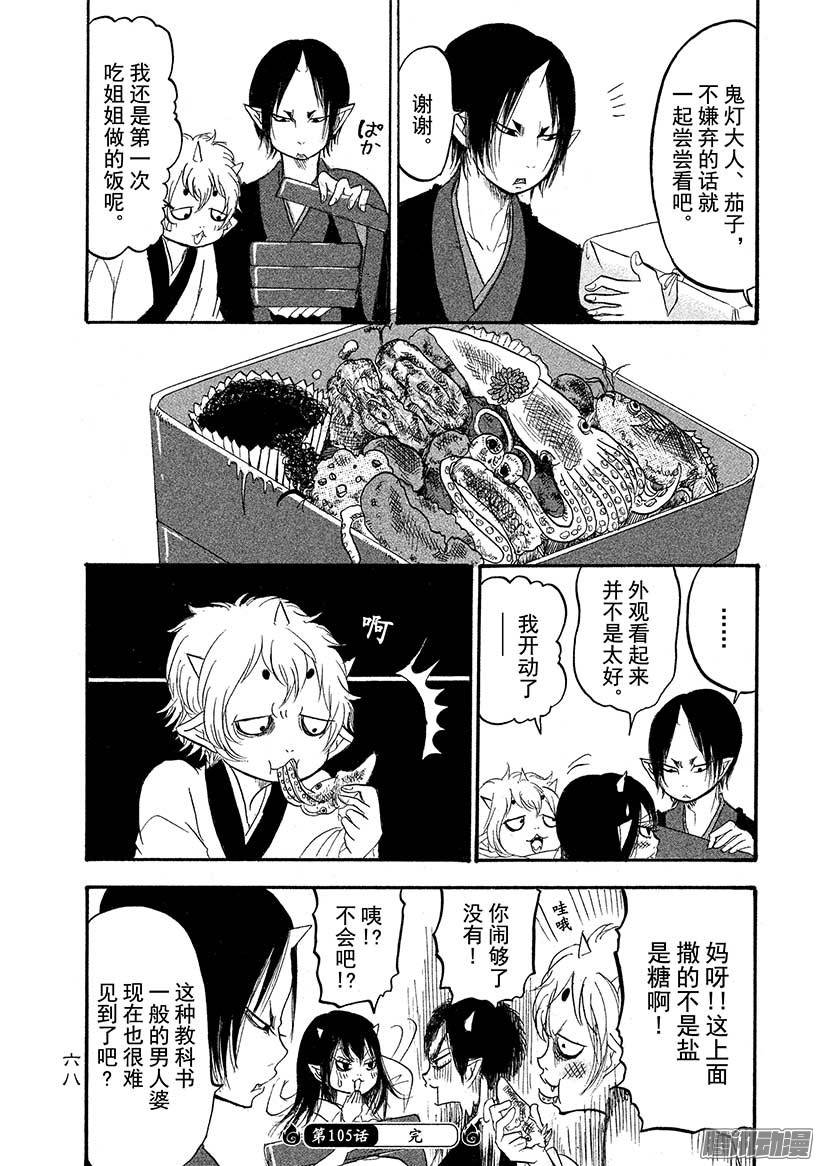 鬼灯大人、茄子，
不嫌弃的话就
一起尝尝看吧。
谢谢。
ぱか
我还是第一次
吃姐姐做的饭呢。
……
外观看起来
并不是太好。
我开动了
——
啊
妈呀!!这上面
撒的不是盐
是糖啊！
哇哦
你闹够了
没有！
咦!?
不会吧!?
这种教科书
一般的男人婆
现在也很难
见到了吧？
六八
第105话 完
腾讯动漫